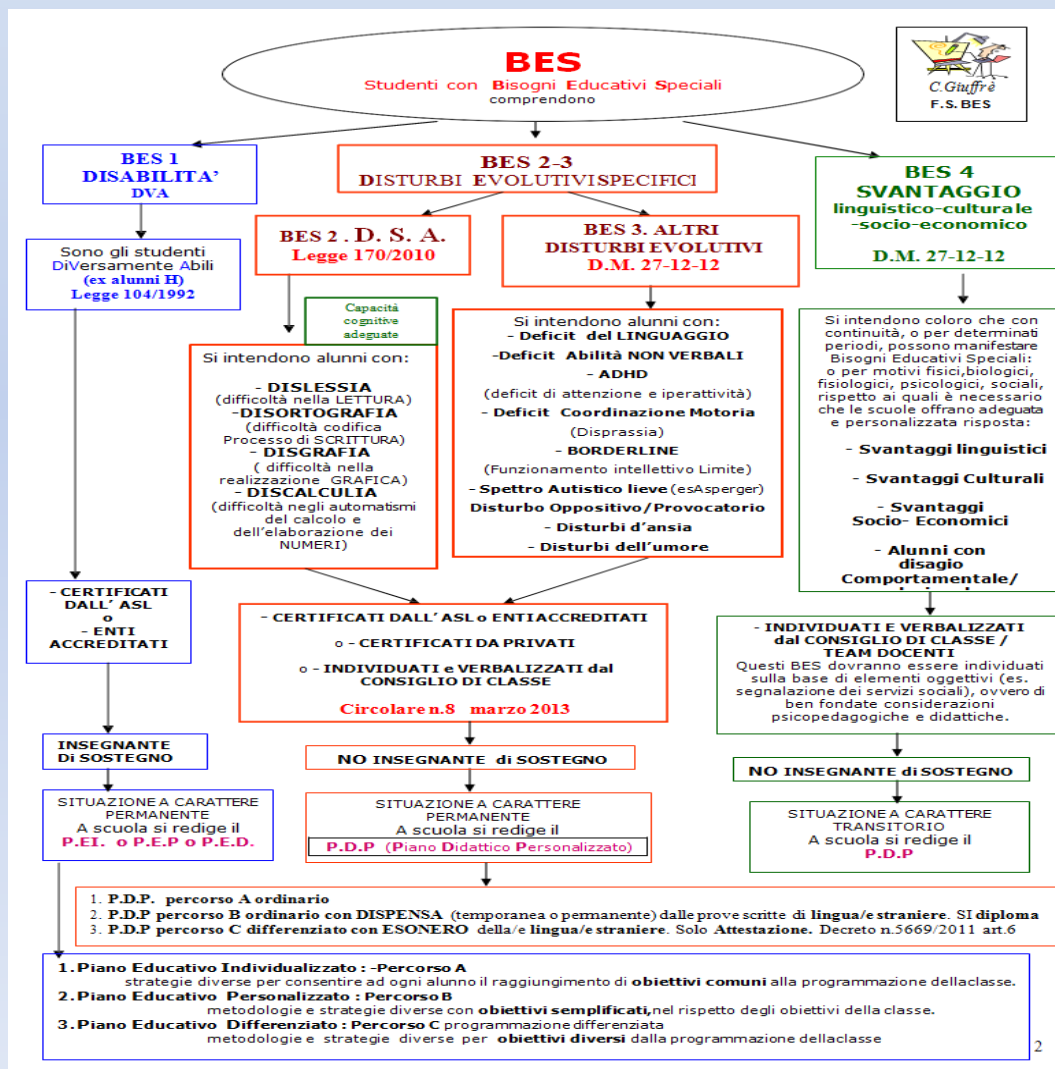 BES
Studenti con Bisogni Educativi Speciali
comprendono
C.Giuffrè
F.S. BES
BES 1
DISABILITA'
DVA
BES 2-3
DISTURBI EVOLUTIVI SPECIFICI
BES 4
SVANTAGGIO
linguistico-culturale
-socio-economico
D.M. 27-12-12
Sono gli studenti
DiVersamente Abili
(ex alunni H)
Legge 104/1992
BES 2 . D. S. A.
Legge 170/2010
BES 3. ALTRI
DISTURBI EVOLUTIVI
D.M. 27-12-12
Capacità
cognitive
adeguate
Si intendono alunni con:
- DISLESSIA
(difficoltà nella LETTURA)
-DISORTOGRAFIA
(difficoltà codifica
Processo di SCRITTURA)
- DISGRAFIA
( difficoltà nella
realizzazione GRAFICA)
- DISCALCULIA
(difficoltà negli automatismi
del calcolo e
dell'elaborazione dei
NUMERI)
Si intendono alunni con:
- Deficit del LINGUAGGIO
-Deficit Abilità NON VERBALI
- ADHD
(deficit di attenzione e iperattività)
- Deficit Coordinazione Motoria
(Disprassia)
- BORDERLINE
(Funzionamento intellettivo Limite)
- Spettro Autistico lieve (esAsperger)
Disturbo Oppositivo/Provocatorio
- Disturbi d'ansia
- Disturbi dell'umore
Si intendono coloro che con
continuità, o per determinati
periodi, possono manifestare
Bisogni Educativi Speciali:
o per motivi fisici,biologici,
fisiologici, psicologici, sociali,
rispetto ai quali è necessario
che le scuole offrano adeguata
e personalizzata risposta:
- Svantaggi linguistici
- Svantaggi Culturali
- Svantaggi
Socio- Economici
- Alunni con
disagio
Comportamentale/
- CERTIFICATI
DALL' ASL
o
- ENTI
ACCREDITATI
- CERTIFICATI DALL' ASL o ENTI ACCREDITATI
o - CERTIFICATI DA PRIVATI
o - INDIVIDUATI e VERBALIZZATI dal
CONSIGLIO DI CLASSE
Circolare n.8 marzo 2013
- INDIVIDUATI E VERBALIZZATI
dal CONSIGLIO DI CLASSE /
TEAM DOCENTI
Questi BES dovranno essere individuati
sulla base di elementi oggettivi (es.
segnalazione dei servizi sociali), ovvero di
ben fondate considerazioni
psicopedagogiche e didattiche.
INSEGNANTE
Di SOSTEGNO
NO INSEGNANTE di SOSTEGNO
NO INSEGNANTE di SOSTEGNO
SITUAZIONE A CARATTERE
PERMANENTE
A scuola si redige il
P.EI. o P.E.P o P.E.D.
SITUAZIONE A CARATTERE
PERMANENTE
A scuola si redige il
P.D.P (Piano Didattico Personalizzato)
SITUAZIONE A CARATTERE
TRANSITORIO
A scuola si redige il
P.D.P
1. P.D.P. percorso A ordinario
2. P.D.P percorso B ordinario con DISPENSA (temporanea o permanente) dalle prove scritte di lingua/e straniere. SI diploma
3. P.D.P percorso C differenziato con ESONERO della/e lingua/e straniere. Solo Attestazione. Decreto n.5669/2011 art.6
1. Piano Educativo Individualizzato : -Percorso A
strategie diverse per consentire ad ogni alunno il raggiungimento di obiettivi comuni alla programmazione dellaclasse.
2. Piano Educativo Personalizzato : Percorso B
metodologie e strategie diverse con obiettivi semplificati, nel rispetto degli obiettivi della classe.
3. Piano Educativo Differenziato : Percorso C programmazione differenziata
metodologie e strategie diverse per obiettivi diversi dalla programmazione dellaclasse
2